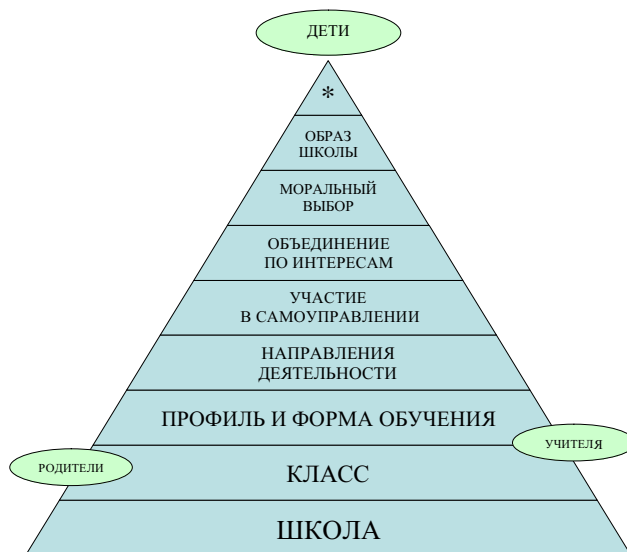 ДЕТИ
*
ОБРАЗ
ШКОЛЫ
МОРАЛЬНЫЙ
ВЫБОР
ОБЪЕДИНЕНИЕ
ПО ИНТЕРЕСАМ
УЧАСТИЕ
В САМОУПРАВЛЕНИИ
НАПРАВЛЕНИЯ
ДЕЯТЕЛЬНОСТИ
ПРОФИЛЬ И ФОРМА ОБУЧЕНИЯ
УЧИТЕЛЯ
РОДИТЕЛИ
КЛАСС
ШКОЛА